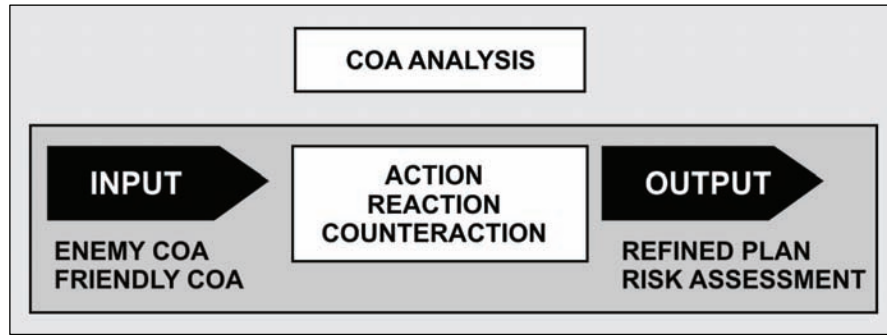 COA ANALYSIS
INPUT
ENEMY COA
FRIENDLY COA
ACTION
REACTION
COUNTERACTION
OUTPUT
REFINED PLAN
RISK ASSESSMENT